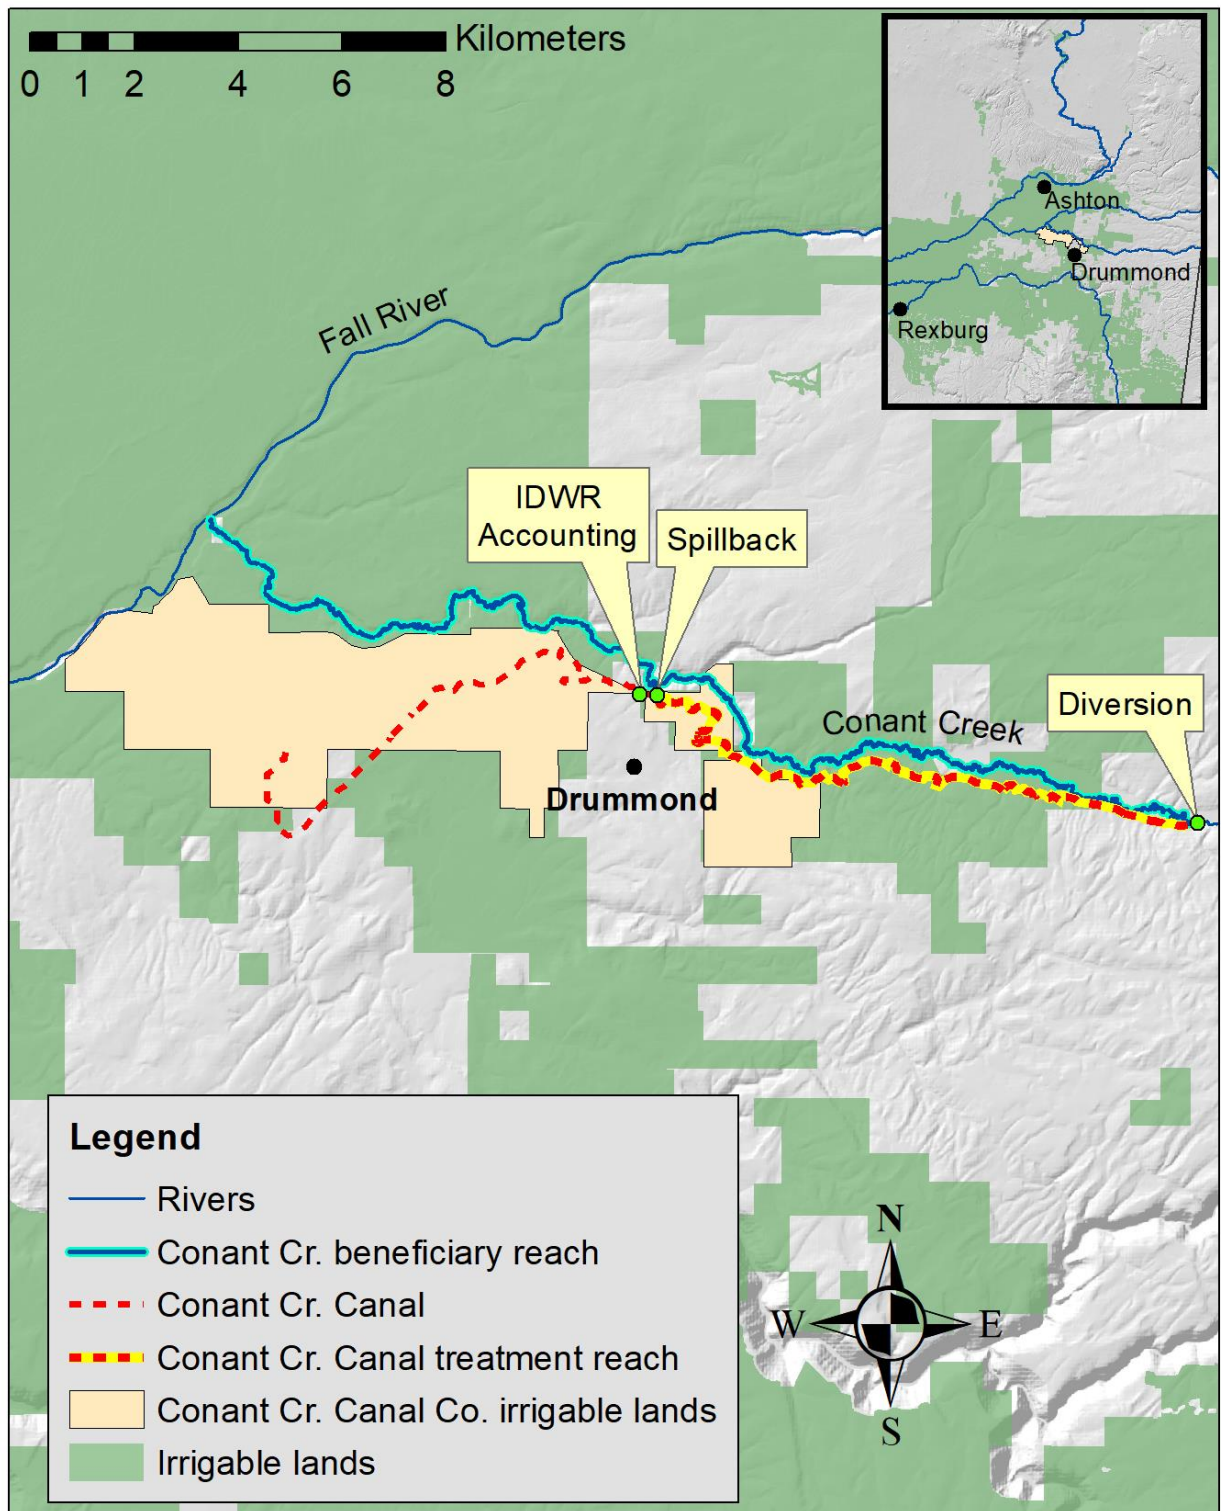 Kilometers
0 1 2 4 6 8
Ashton
Drummond
Rexburg
Fall River
IDWR
Accounting
Spillback
Diversion
Conant Creek
Drummond
Legend
Rivers
Conant Cr. beneficiary reach
Conant Cr. Canal
Conant Cr. Canal treatment reach
Conant Cr. Canal Co. irrigable lands
Irrigable lands
N
W E
S